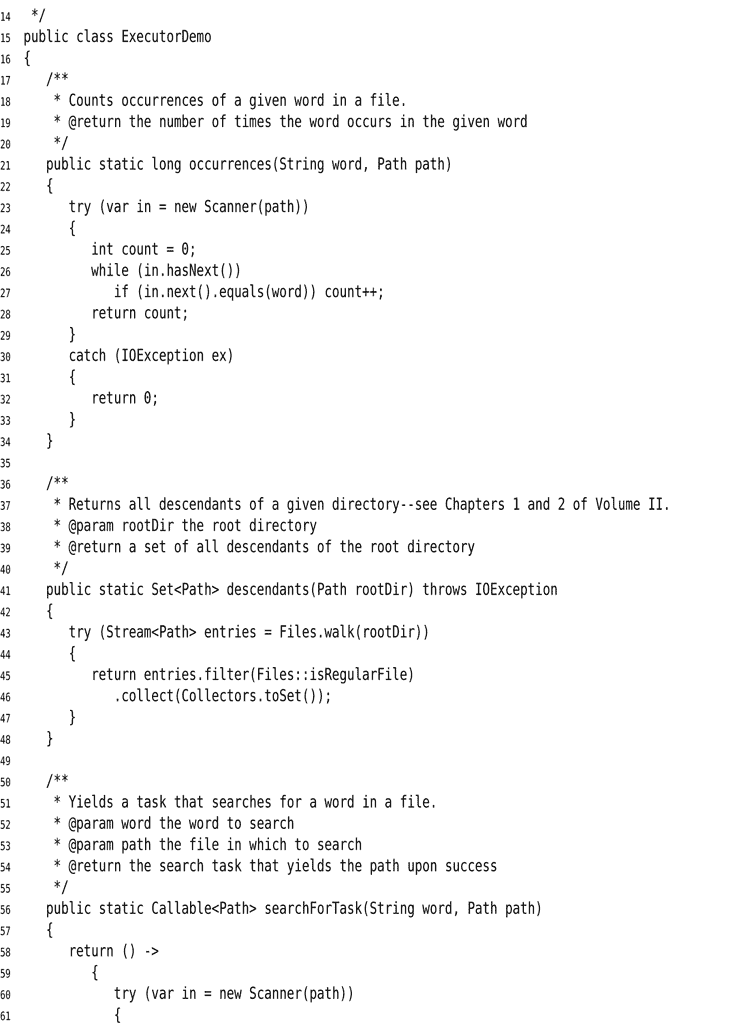 14  */
15 public class ExecutorDemo
16 {
17    /**
18     * Counts occurrences of a given word in a file.
19     * @return the number of times the word occurs in the given word
20     */
21    public static long occurrences(String word, Path path)
22    {
23       try (var in = new Scanner(path))
24       {
25          int count = 0;
26          while (in.hasNext())
27             if (in.next().equals(word)) count++;
28          return count;
29       }
30       catch (IOException ex)
31       {
32          return 0;
33       }
34    }
35
36    /**
37     * Returns all descendants of a given directory--see Chapters 1 and 2 of Volume II.
38     * @param rootDir the root directory
39     * @return a set of all descendants of the root directory
40     */
41    public static Set<Path> descendants(Path rootDir) throws IOException
42    {
43       try (Stream<Path> entries = Files.walk(rootDir))
44       {
45          return entries.filter(Files::isRegularFile)
46             .collect(Collectors.toSet());
47       }
48    }
49
50    /**
51     * Yields a task that searches for a word in a file.
52     * @param word the word to search
53     * @param path the file in which to search
54     * @return the search task that yields the path upon success
55     */
56    public static Callable<Path> searchForTask(String word, Path path)
57    {
58       return () ->
59          {
60             try (var in = new Scanner(path))
61             {